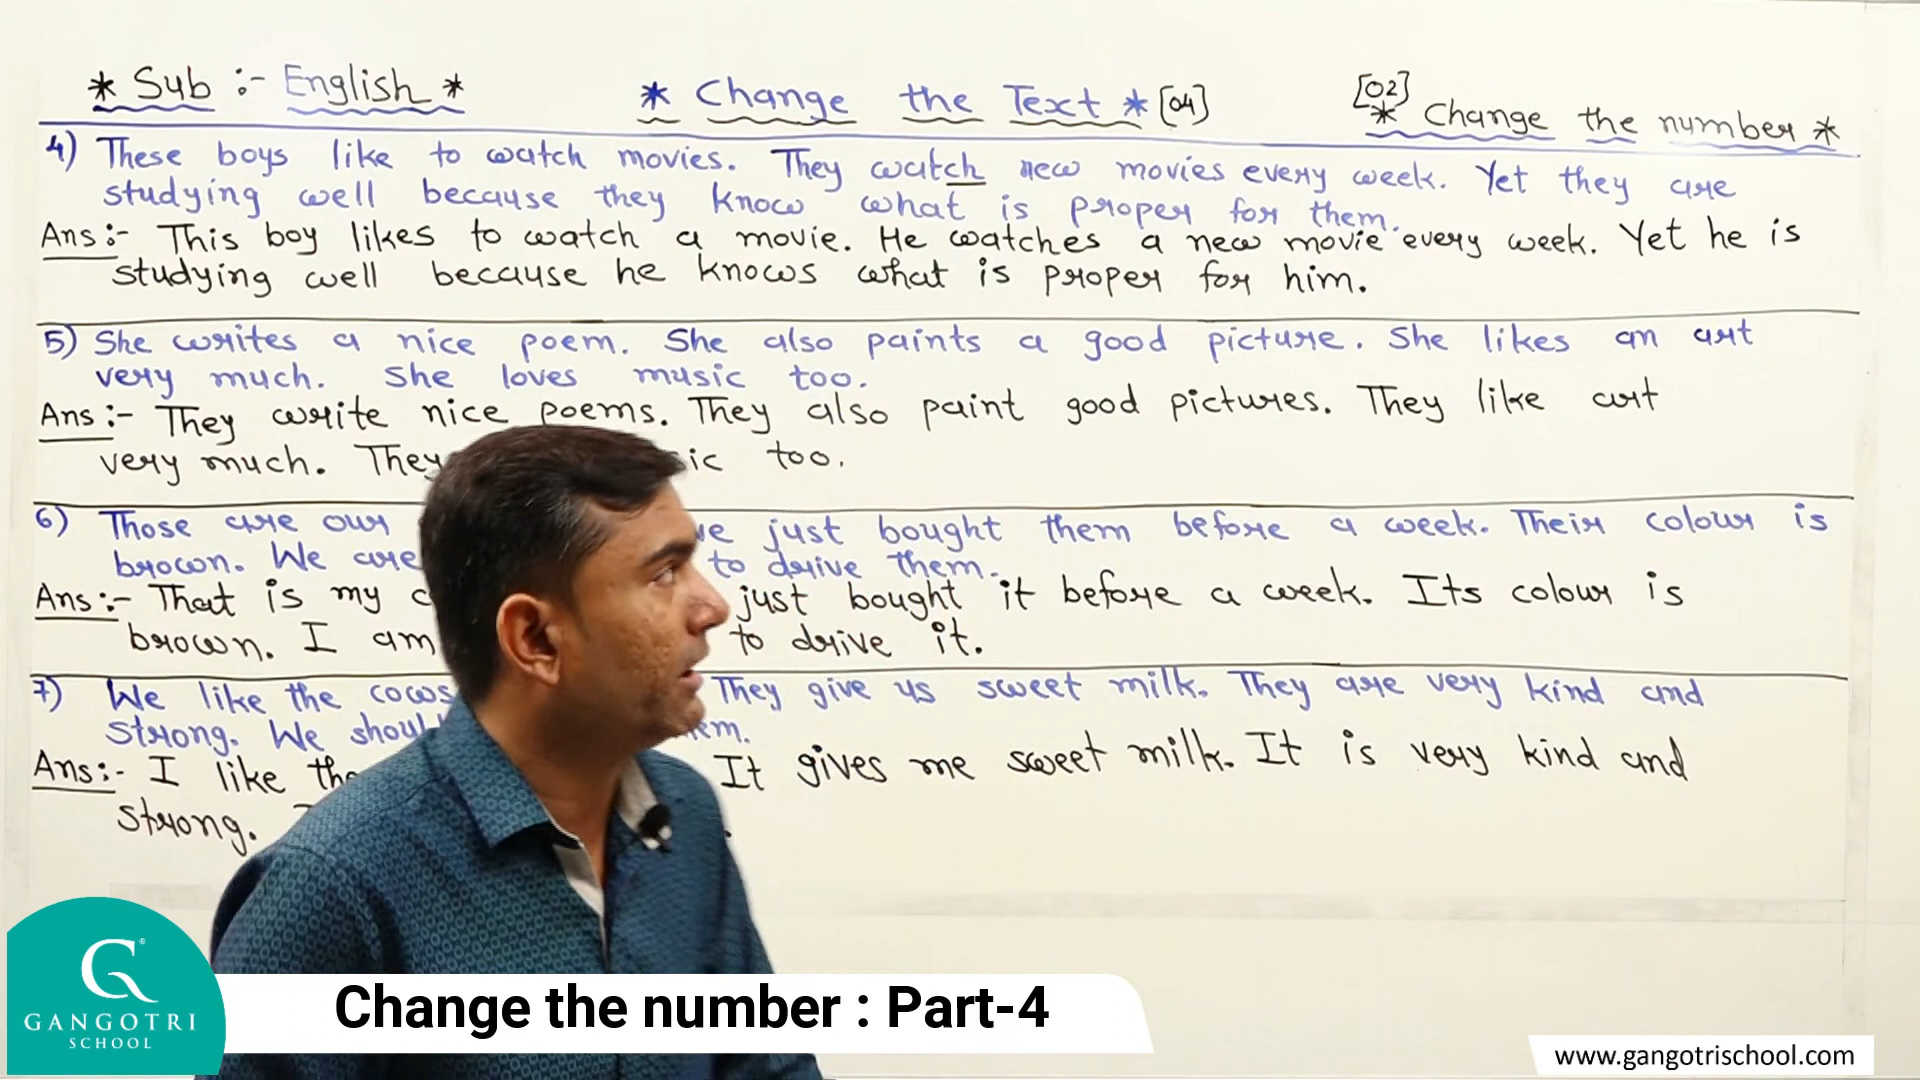 * Sub :- English *
* Change the Text * [04]
[02]
* Change the number *
4) These boys like to watch movies. They watch new movies every week. Yet they are
studying well because they know what is proper for them.
Ans :- This boy likes to watch a movie. He watches a new movie every week. Yet he is
studying well because he knows what is proper for him.
5) She writes a nice poem. She also paints a good picture. She likes an art
very much. She loves music too.
Ans :- They write nice poems. They also paint good pictures. They like art
very much. They too.
6) Those are our just bought them before a week. Their colour is
brown. We are to drive them.
Ans :- That is my just bought it before a week. Its colour is
brown. I am to drive it.
7) We like the cows They give us sweet milk. They are very kind and
strong. We
Ans :- I like It gives me sweet milk. It is very kind and
strong.
GANGOTRI
SCHOOL
Change the number : Part-4
www.gangotrischool.com